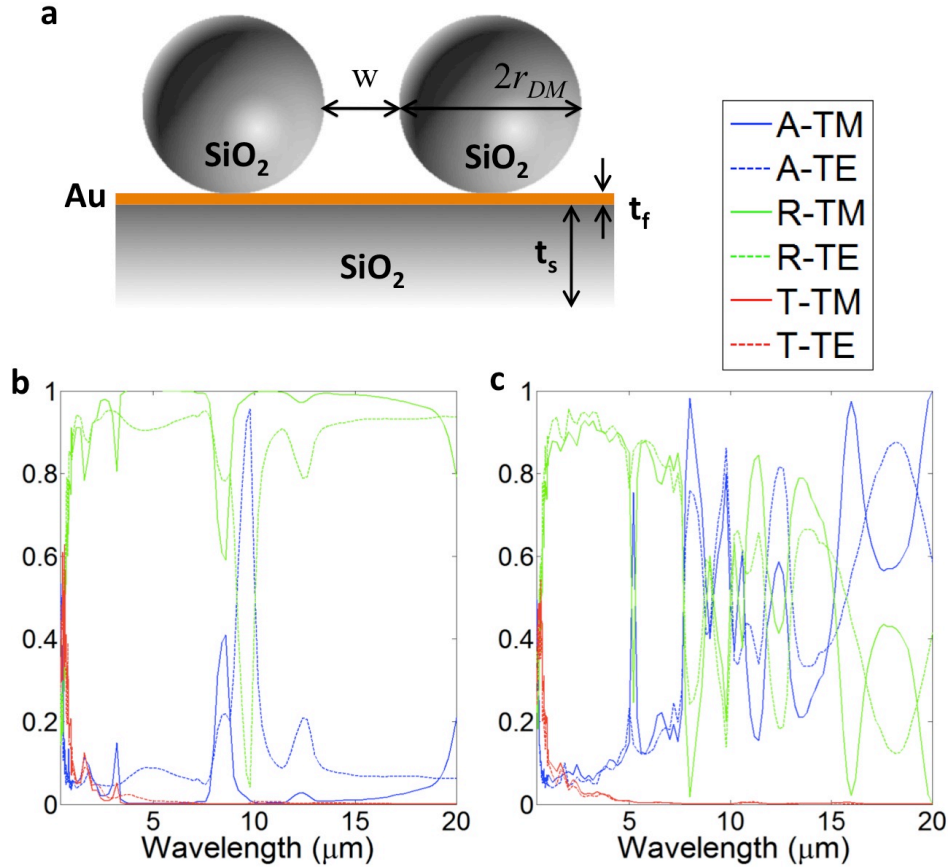 a
w
2r_DM
SiO₂
SiO₂
Au
t_f
t_s
SiO₂
A-TM
A-TE
R-TM
R-TE
T-TM
T-TE
b
c
1
0.8
0.6
0.4
0.2
0
5
10
15
20
Wavelength (μm)
1
0.8
0.6
0.4
0.2
0
5
10
15
20
Wavelength (μm)